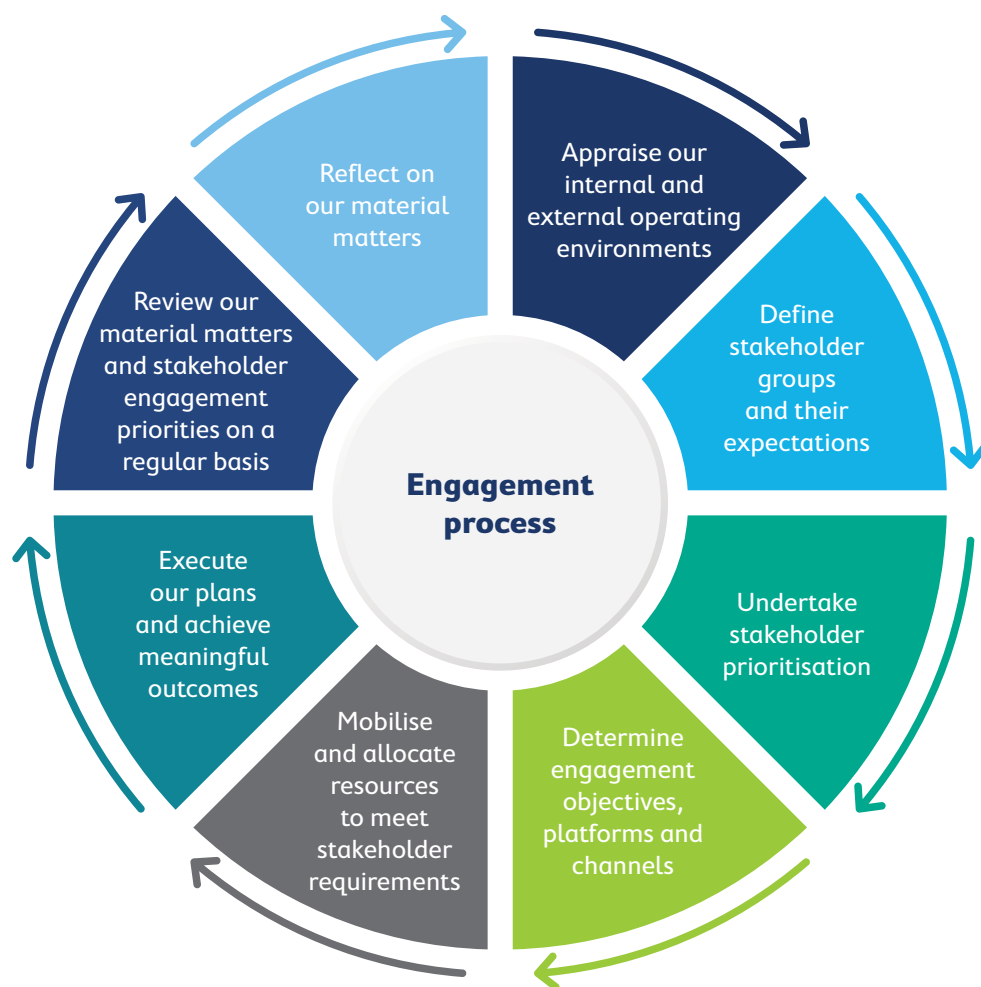 Appraise our
internal and
external operating
environments
Define
stakeholder
groups
and their
expectations
Undertake
stakeholder
prioritisation
Determine
engagement
objectives,
platforms and
channels
Mobilise
and allocate
resources
to meet
stakeholder
requirements
Execute
our plans
and achieve
meaningful
outcomes
Review our
material matters
and stakeholder
engagement
priorities on a
regular basis
Reflect on
our material
matters
Engagement
process